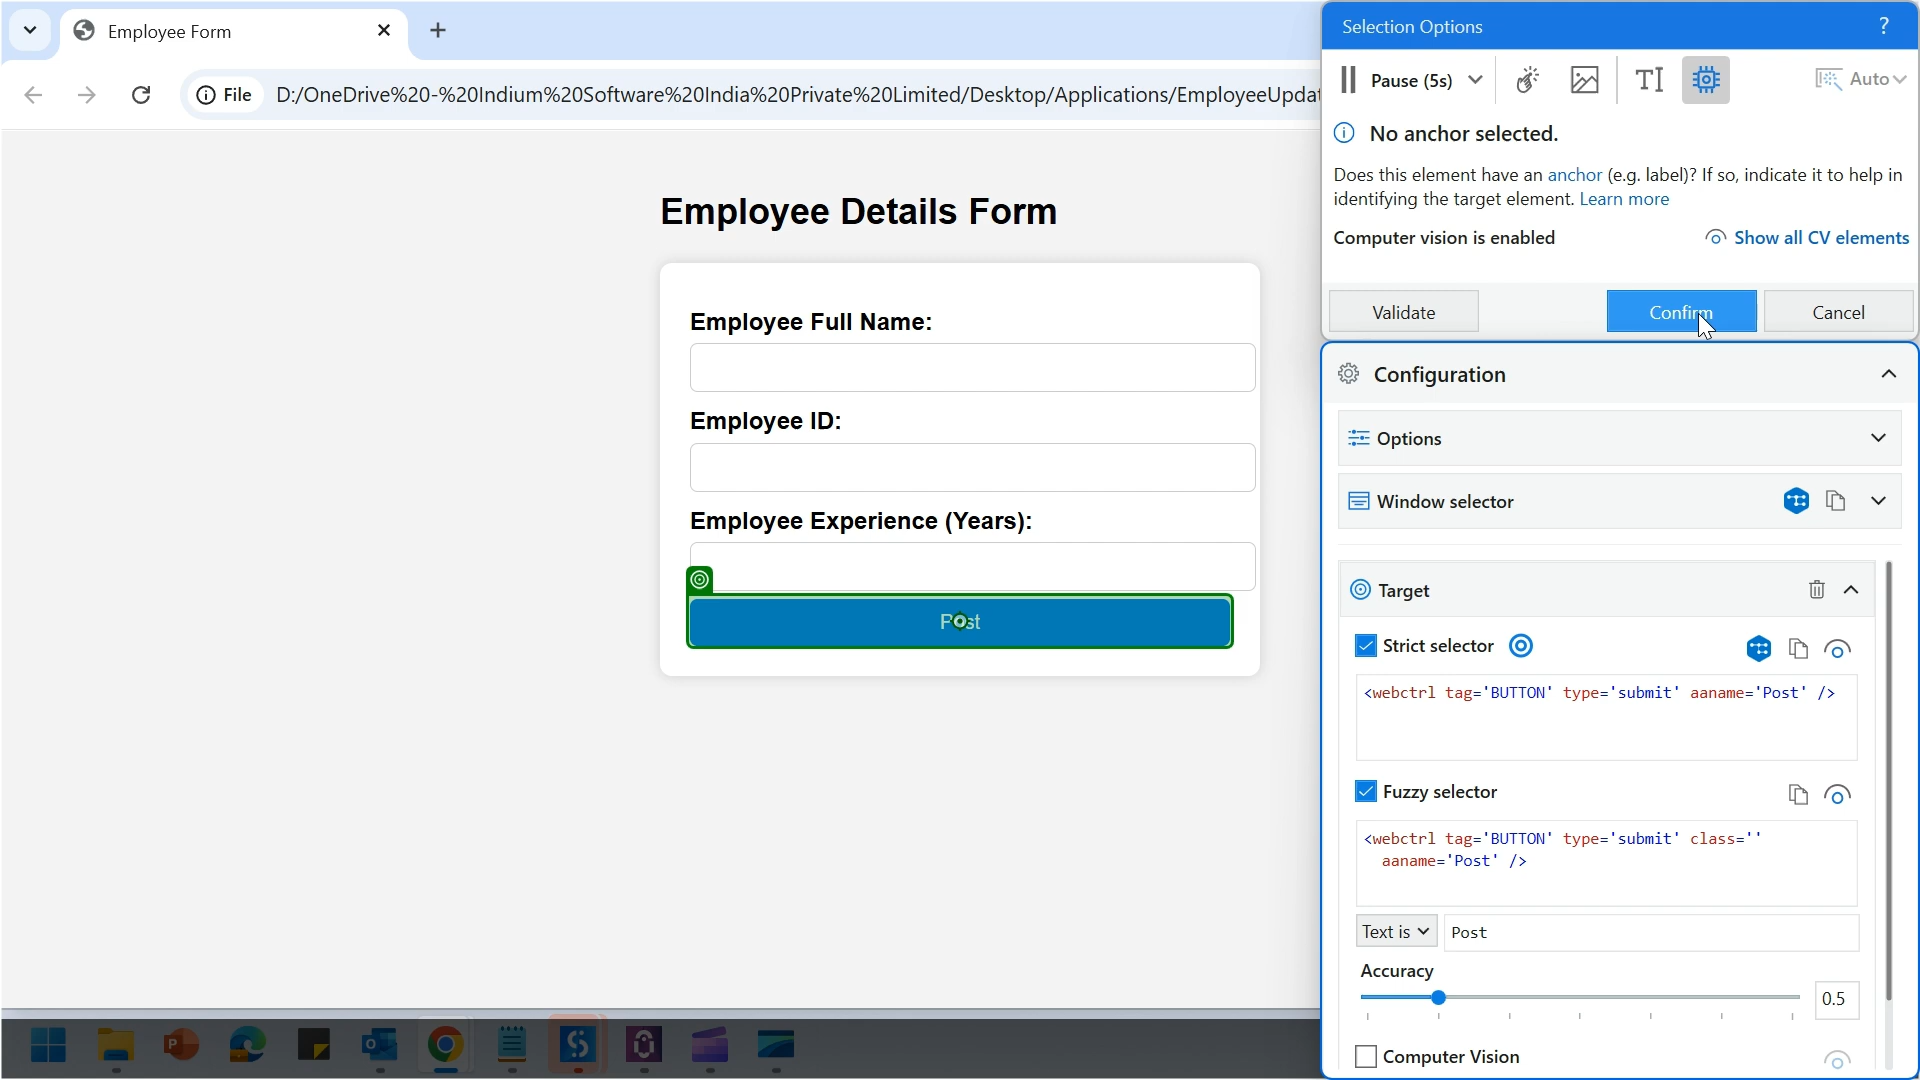 Employee Form
File
D:/OneDrive%20-%20Indium%20Software%20India%20Private%20Limited/Desktop/Applications/EmployeeUpdat
Employee Details Form
Employee Full Name:
Employee ID:
Employee Experience (Years):
Post
Selection Options
?
Pause (5s)
Auto
No anchor selected.
Does this element have an anchor (e.g. label)? If so, indicate it to help in
identifying the target element. Learn more
Computer vision is enabled
Show all CV elements
Validate
Confirm
Cancel
Configuration
Options
Window selector
Target
Strict selector
<webctrl tag='BUTTON' type='submit' aaname='Post' />
Fuzzy selector
<webctrl tag='BUTTON' type='submit' class=''
aaname='Post' />
Text is
Post
Accuracy
0.5
Computer Vision